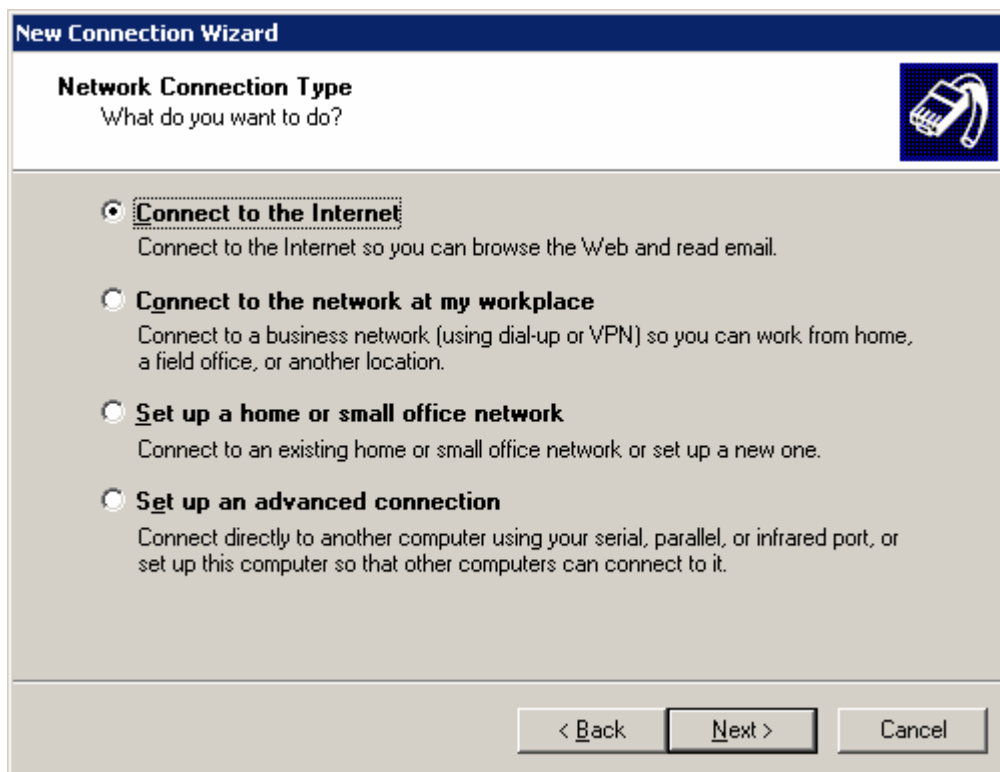 New Connection Wizard
Network Connection Type
What do you want to do?
Connect to the Internet
Connect to the Internet so you can browse the Web and read email.
Connect to the network at my workplace
Connect to a business network (using dial-up or VPN) so you can work from home,
a field office, or another location.
Set up a home or small office network
Connect to an existing home or small office network or set up a new one.
Set up an advanced connection
Connect directly to another computer using your serial, parallel, or infrared port, or
set up this computer so that other computers can connect to it.
< Back Next > Cancel